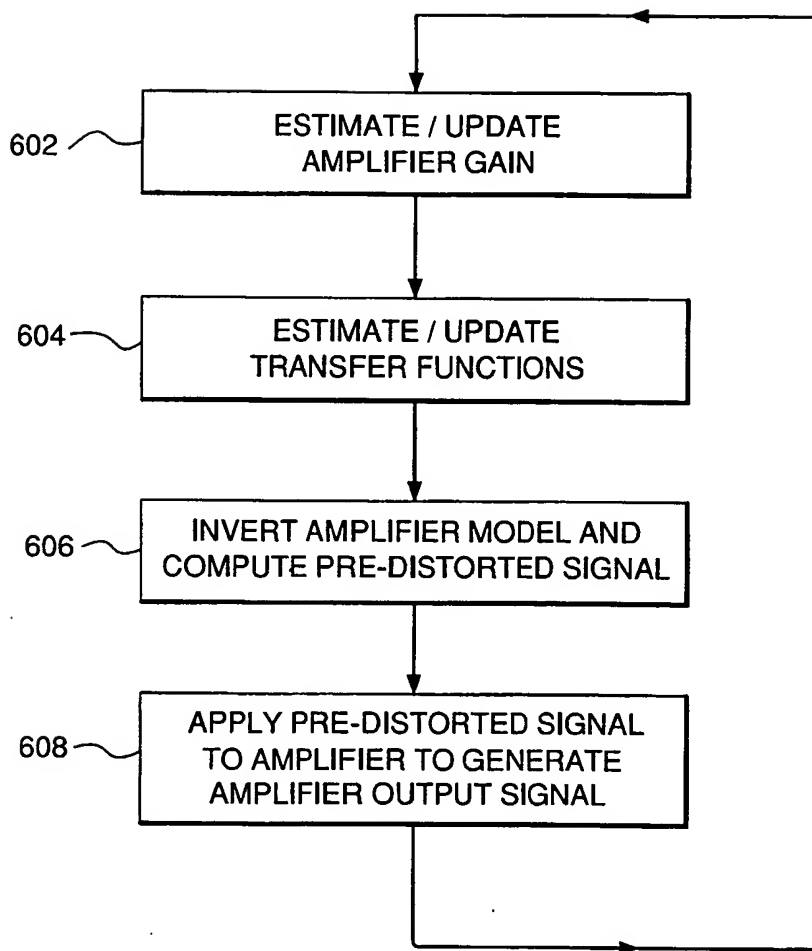 602
ESTIMATE / UPDATE
AMPLIFIER GAIN
604
ESTIMATE / UPDATE
TRANSFER FUNCTIONS
606
INVERT AMPLIFIER MODEL AND
COMPUTE PRE-DISTORTED SIGNAL
608
APPLY PRE-DISTORTED SIGNAL
TO AMPLIFIER TO GENERATE
AMPLIFIER OUTPUT SIGNAL